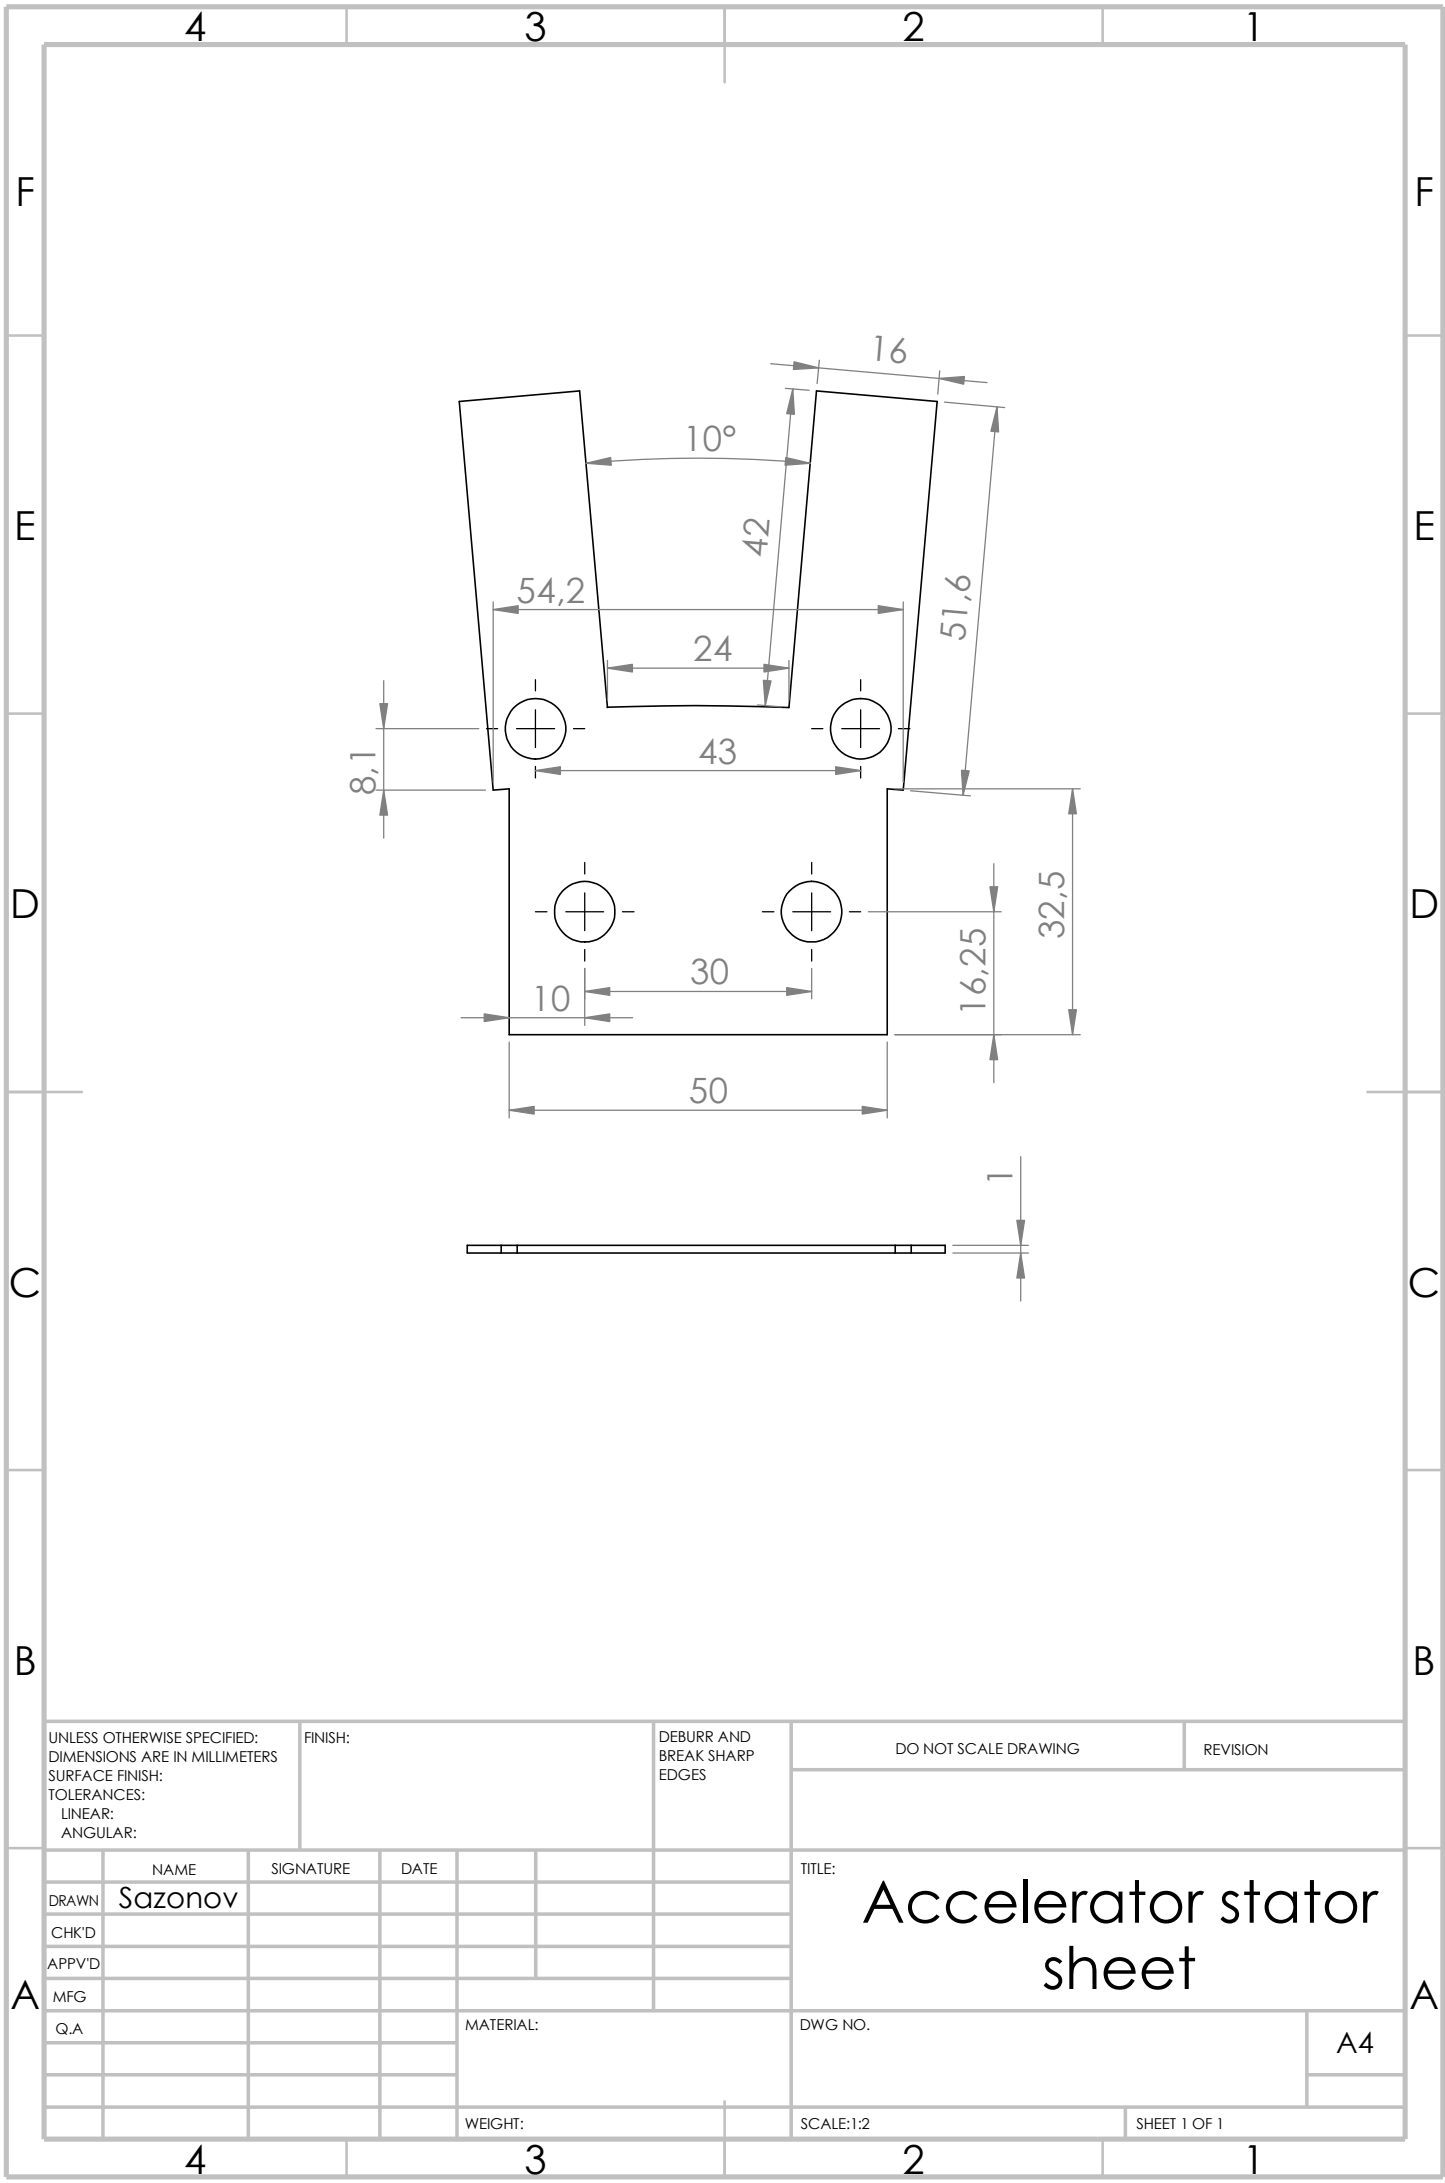 4 3 2 1
F F
16
10°
42
E E
54,2
51,6
24
43
8,1
D D
32,5
16,25
30
10
50
1
C C
B B
UNLESS OTHERWISE SPECIFIED:
DIMENSIONS ARE IN MILLIMETERS
SURFACE FINISH:
TOLERANCES:
LINEAR:
ANGULAR:
FINISH:
DEBURR AND
BREAK SHARP
EDGES
DO NOT SCALE DRAWING
REVISION
NAME SIGNATURE DATE
DRAWN Sazonov
CHK'D
APPV'D
MFG
Q.A
TITLE:
Accelerator stator
sheet
A A
MATERIAL:
DWG NO.
A4
WEIGHT:
SCALE:1:2
SHEET 1 OF 1
4 3 2 1